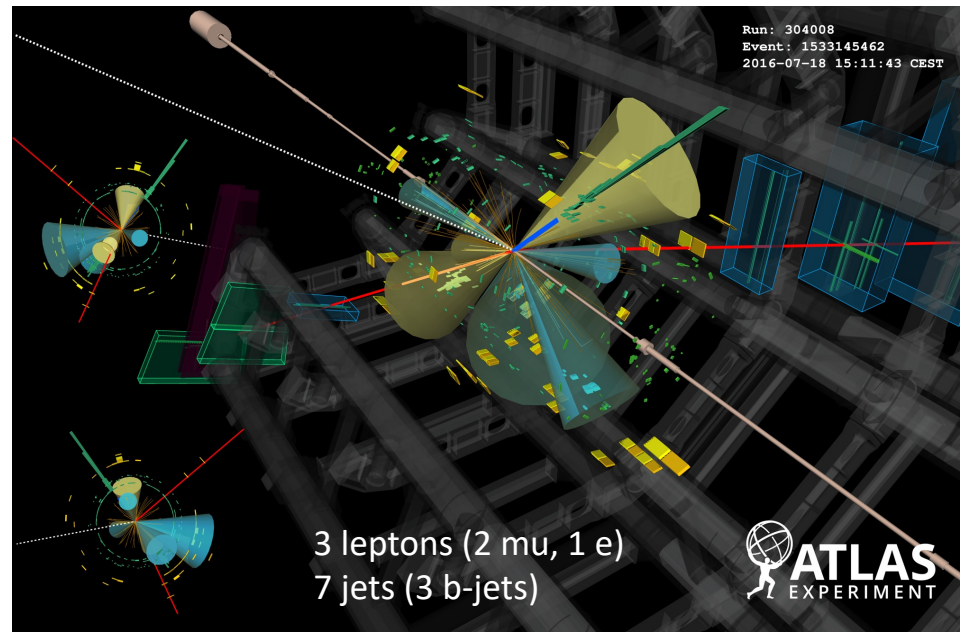 Run: 304008
Event: 1533145462
2016-07-18 15:11:43 CEST
3 leptons (2 mu, 1 e)
7 jets (3 b-jets)
ATLAS
EXPERIMENT